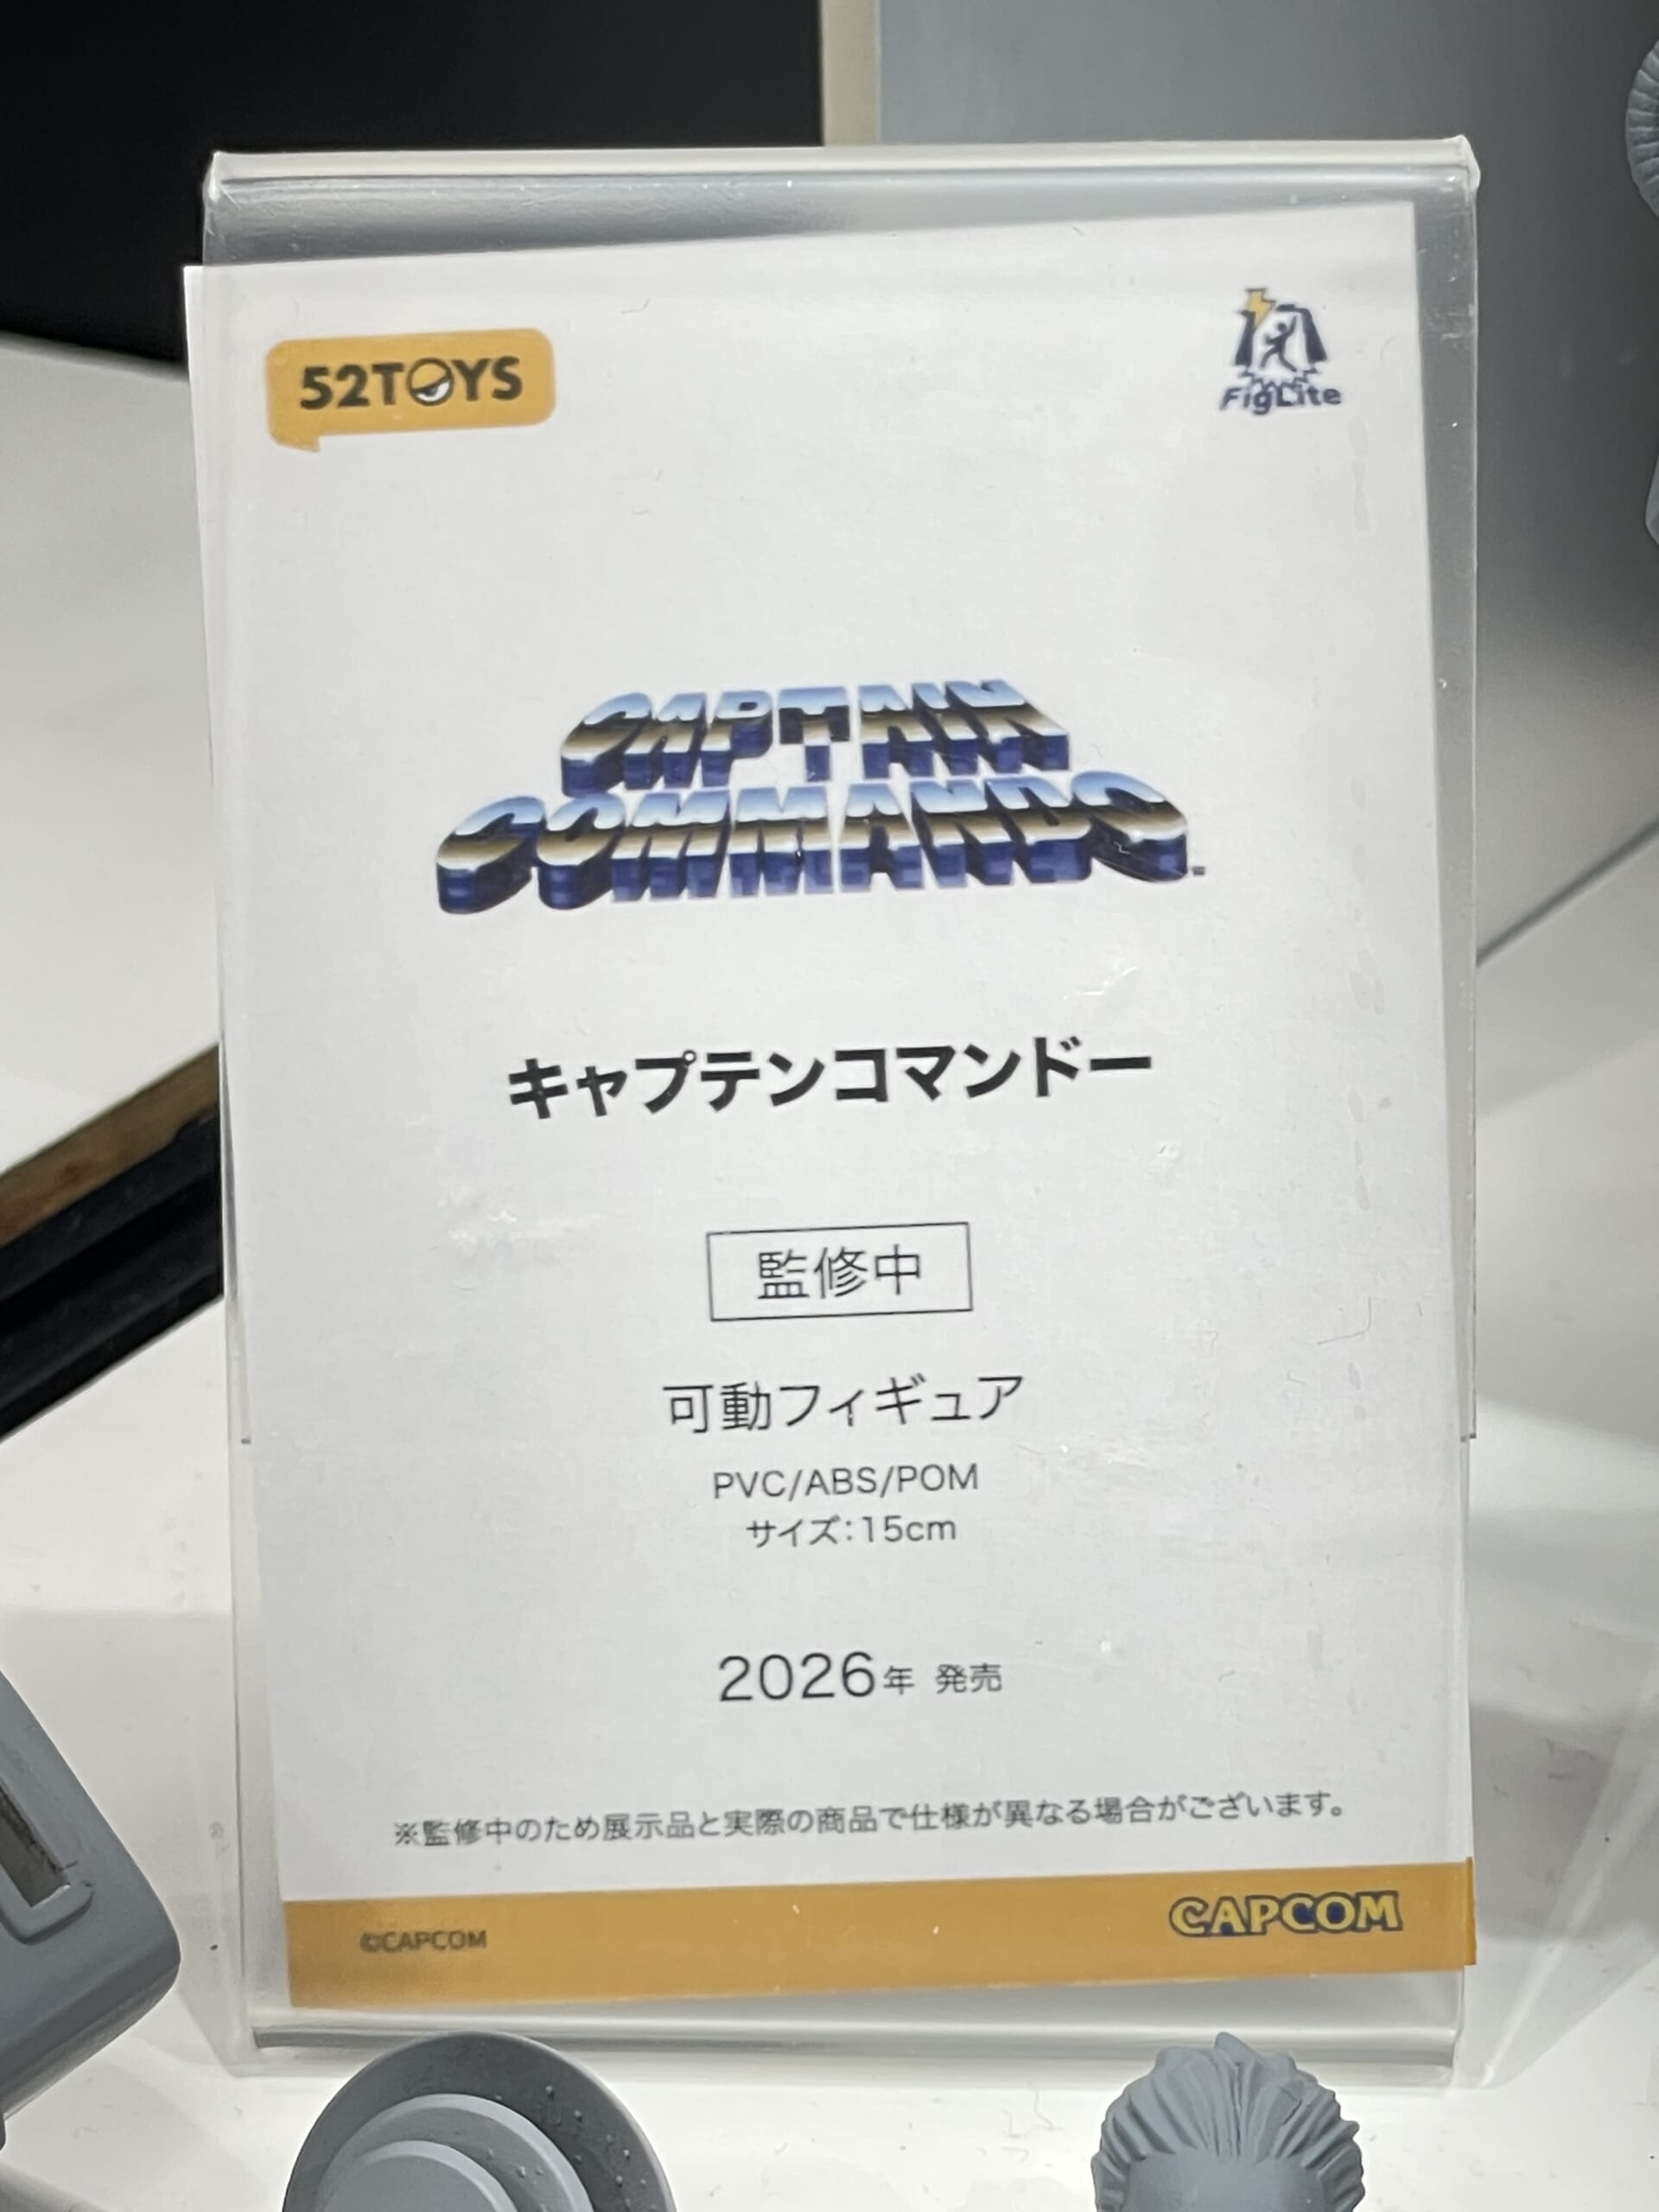 52TOYS
FigLite
CAPTAIN
COMMANDO
キャプテンコマンドー
監修中
可動フィギュア
PVC/ABS/POM
サイズ:15cm
2026年 発売
※監修中のため展示品と実際の商品で仕様が異なる場合がございます。
©CAPCOM
CAPCOM